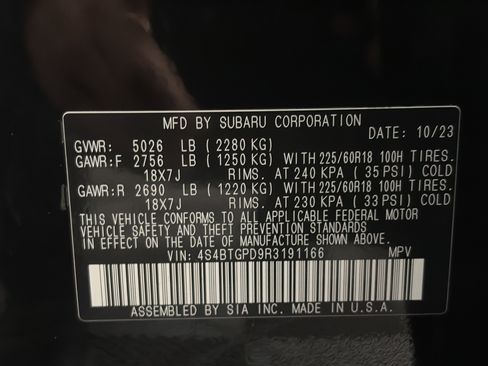 MFD BY SUBARU CORPORATION
DATE: 10/23
GVWR: 5026 LB (2280 KG)
GAWR:F 2756 LB (1250 KG) WITH 225/60R18 100H TIRES.
18X7J RIMS. AT 240 KPA (35 PSI) COLD
GAWR:R 2690 LB (1220 KG) WITH 225/60R18 100H TIRES.
18X7J RIMS. AT 230 KPA (33 PSI) COLD
THIS VEHICLE CONFORMS TO ALL APPLICABLE FEDERAL MOTOR
VEHICLE SAFETY AND THEFT PREVENTION STANDARDS
IN EFFECT ON THE DATE OF MANUFACTURE SHOWN ABOVE.
VIN: 4S4BTGPD9R3191166 MPV
ASSEMBLED BY SIA INC. MADE IN U.S.A.